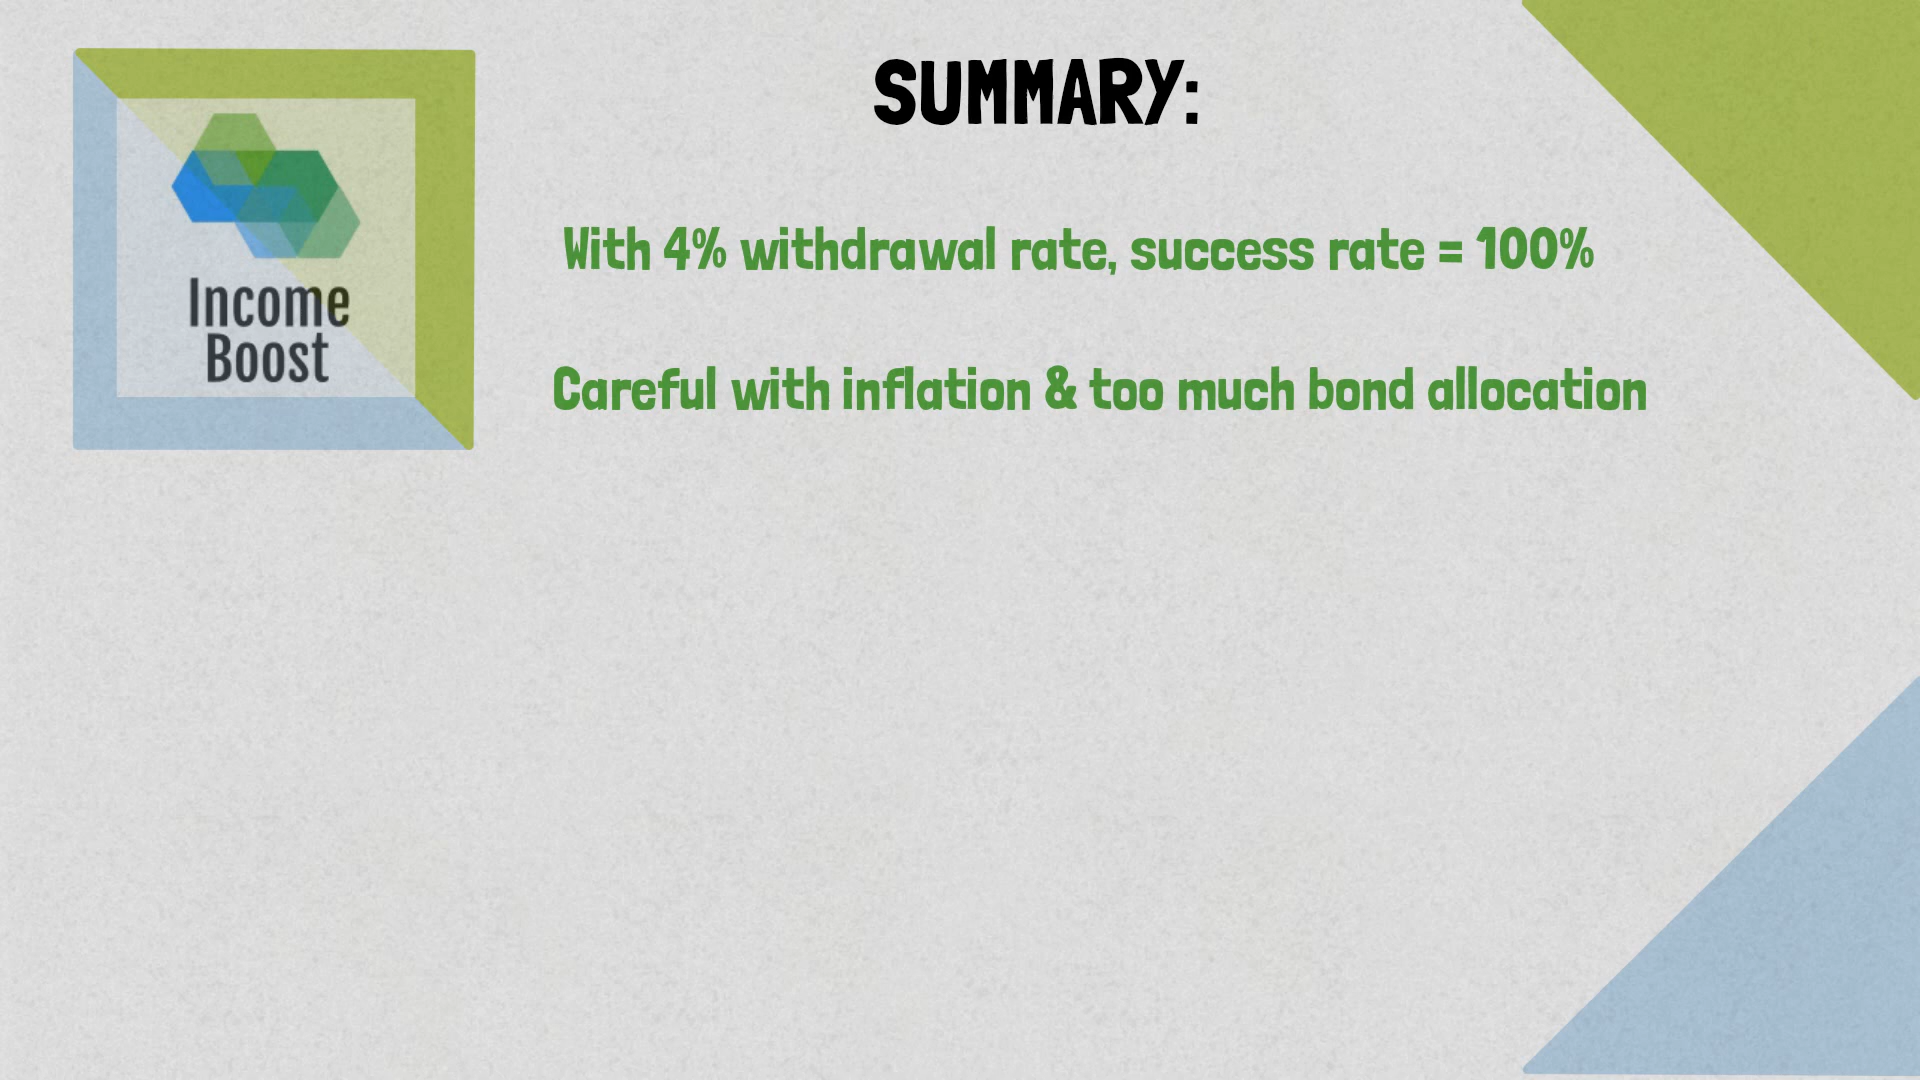 SUMMARY:
Income
Boost
With 4% withdrawal rate, success rate = 100%
Careful with inflation & too much bond allocation